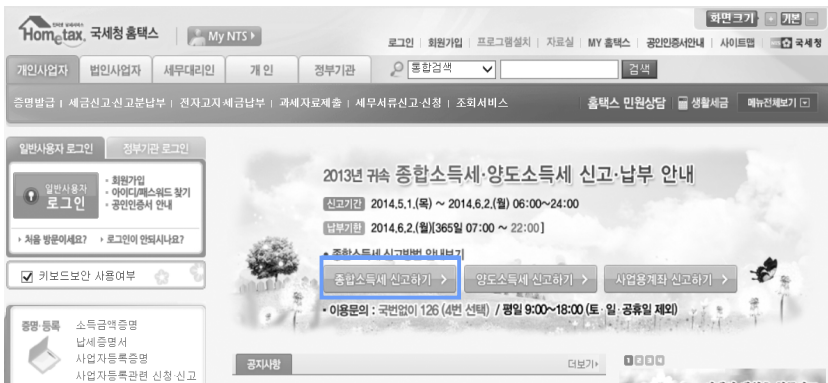 화면크기 + 기본 -
Hometax. 국세청 홈택스 My NTS
로그인 | 회원가입 | 프로그램설치 | 자료실 | MY 홈택스 | 공인인증서안내 | 사이트맵 | 국세청
개인사업자 법인사업자 세무대리인 개 인 정부기관 통합검색 검색
증명발급 | 세금신고·신고분납부 | 전자고지·세금납부 | 과세자료제출 | 세무서류신고·신청 | 조회서비스 홈택스 민원상담 생활세금 메뉴전체보기
일반사용자 로그인 정부기관 로그인
일반사용자
로그인
· 회원가입
· 아이디/패스워드 찾기
· 공인인증서 안내
처음 방문이세요? 로그인이 안되시나요?
키보드보안 사용여부
증명·등록
소득금액증명
납세증명서
사업자등록증명
사업자등록관련 신청·신고
2013년 귀속 종합소득세·양도소득세 신고·납부 안내
신고기간 2014.5.1.(목) ~ 2014.6.2.(월) 06:00~24:00
납부기한 2014.6.2.(월)[365일 07:00 ~ 22:00]
• 종합소득세 신고방법 안내보기
종합소득세 신고하기 > 양도소득세 신고하기 > 사업용계좌 신고하기 >
• 이용문의 : 국번없이 126 (4번 선택) / 평일 9:00~18:00 (토·일·공휴일 제외)
공지사항 더보기
1 2 3 4